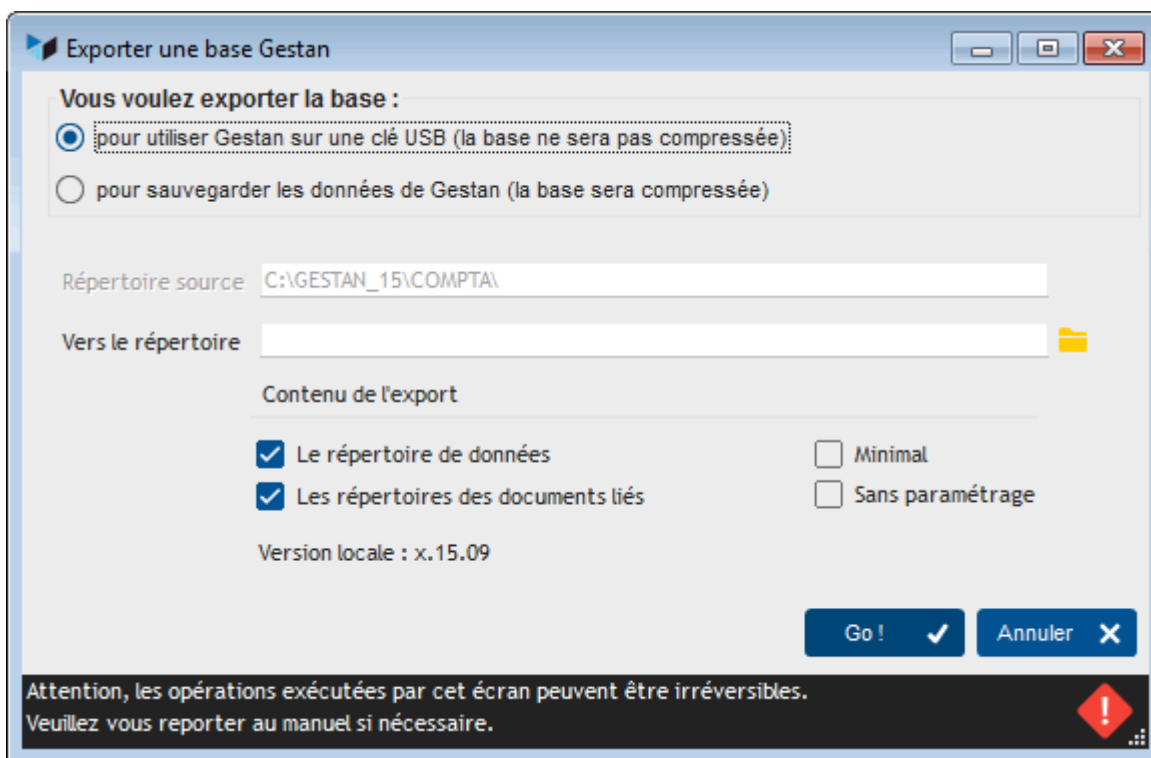 Exporter une base Gestan
Vous voulez exporter la base :
pour utiliser Gestan sur une clé USB (la base ne sera pas compressée)
pour sauvegarder les données de Gestan (la base sera compressée)
Répertoire source C:\GESTAN_15\COMPTA\
Vers le répertoire
Contenu de l'export
Le répertoire de données Minimal
Les répertoires des documents liés Sans paramétrage
Version locale : x.15.09
Go ! Annuler
Attention, les opérations exécutées par cet écran peuvent être irréversibles.
Veuillez vous reporter au manuel si nécessaire.